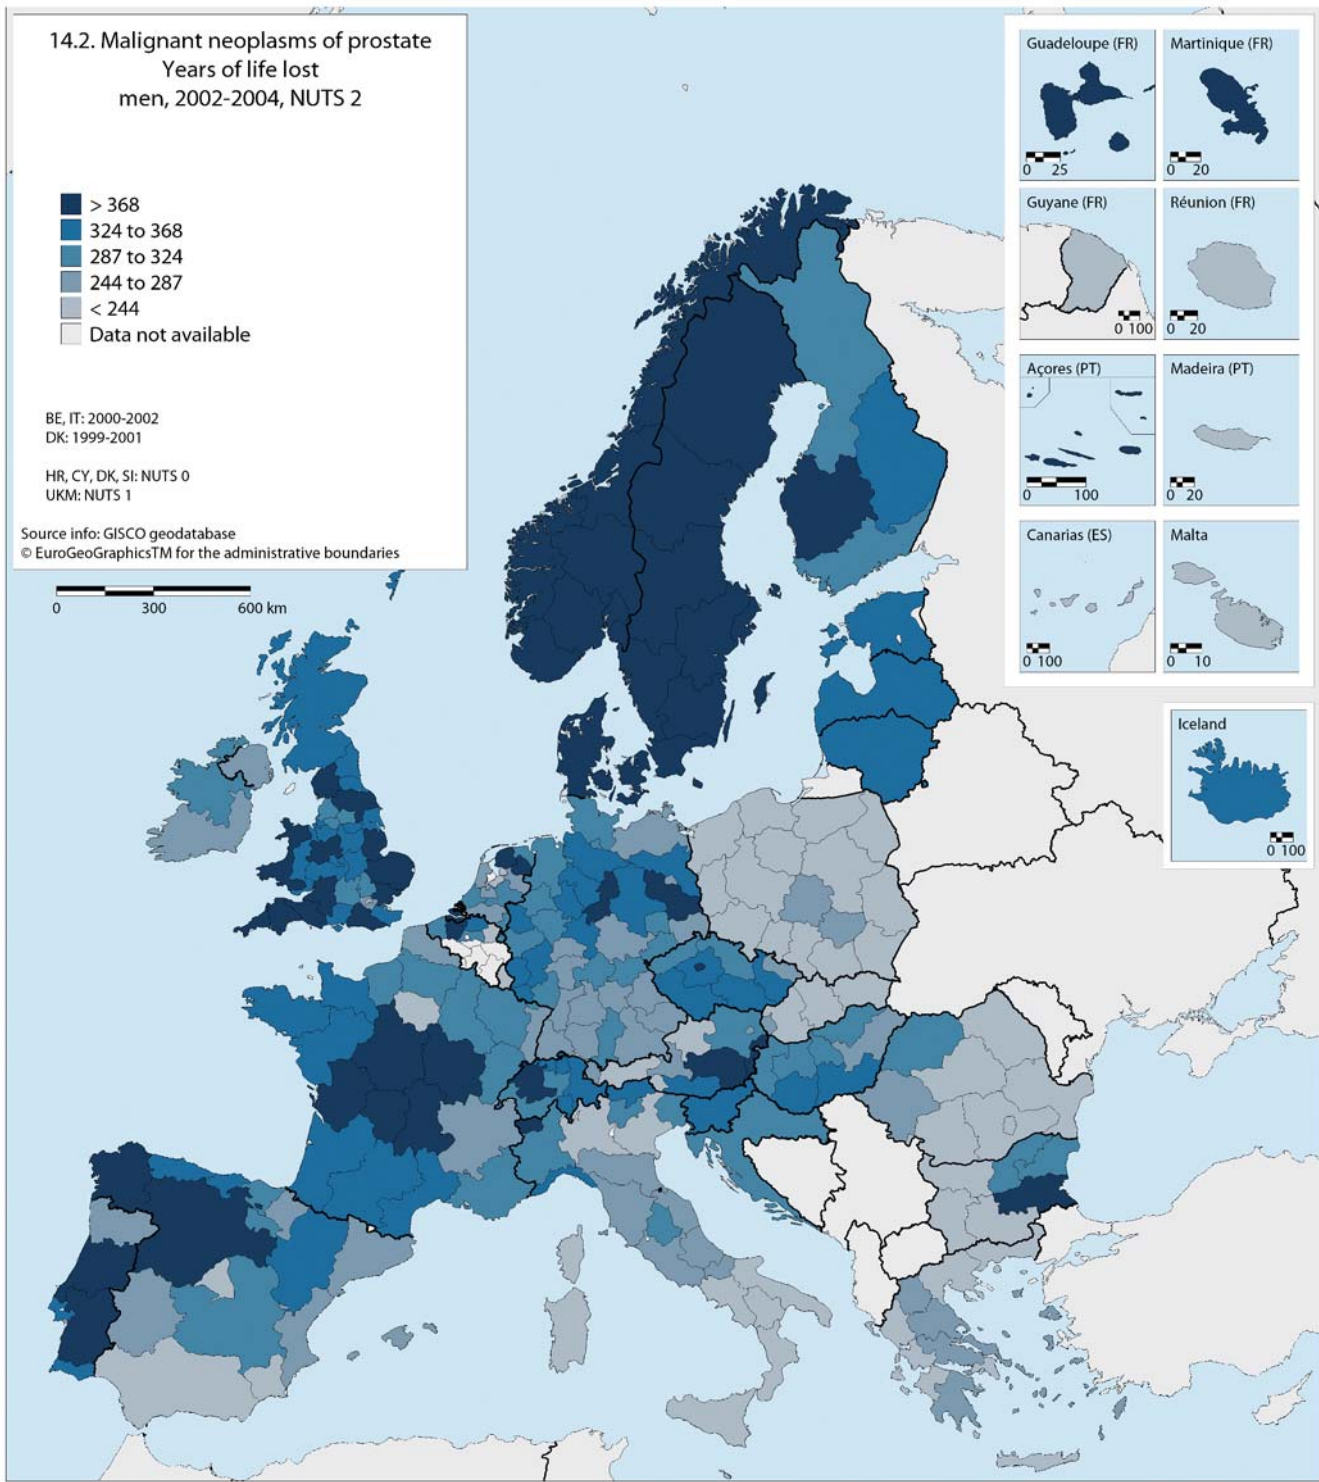 14.2. Malignant neoplasms of prostate
Years of life lost
men, 2002-2004, NUTS 2
> 368
324 to 368
287 to 324
244 to 287
< 244
Data not available
BE, IT: 2000-2002
DK: 1999-2001
HR, CY, DK, SI: NUTS 0
UKM: NUTS 1
Source info: GISCO geodatabase
© EuroGeoGraphicsTM for the administrative boundaries
0 300 600 km
Guadeloupe (FR)
0 25
Martinique (FR)
0 20
Guyane (FR)
0 100
Réunion (FR)
0 20
Açores (PT)
0 100
Madeira (PT)
0 20
Canarias (ES)
0 100
Malta
0 10
Iceland
0 100